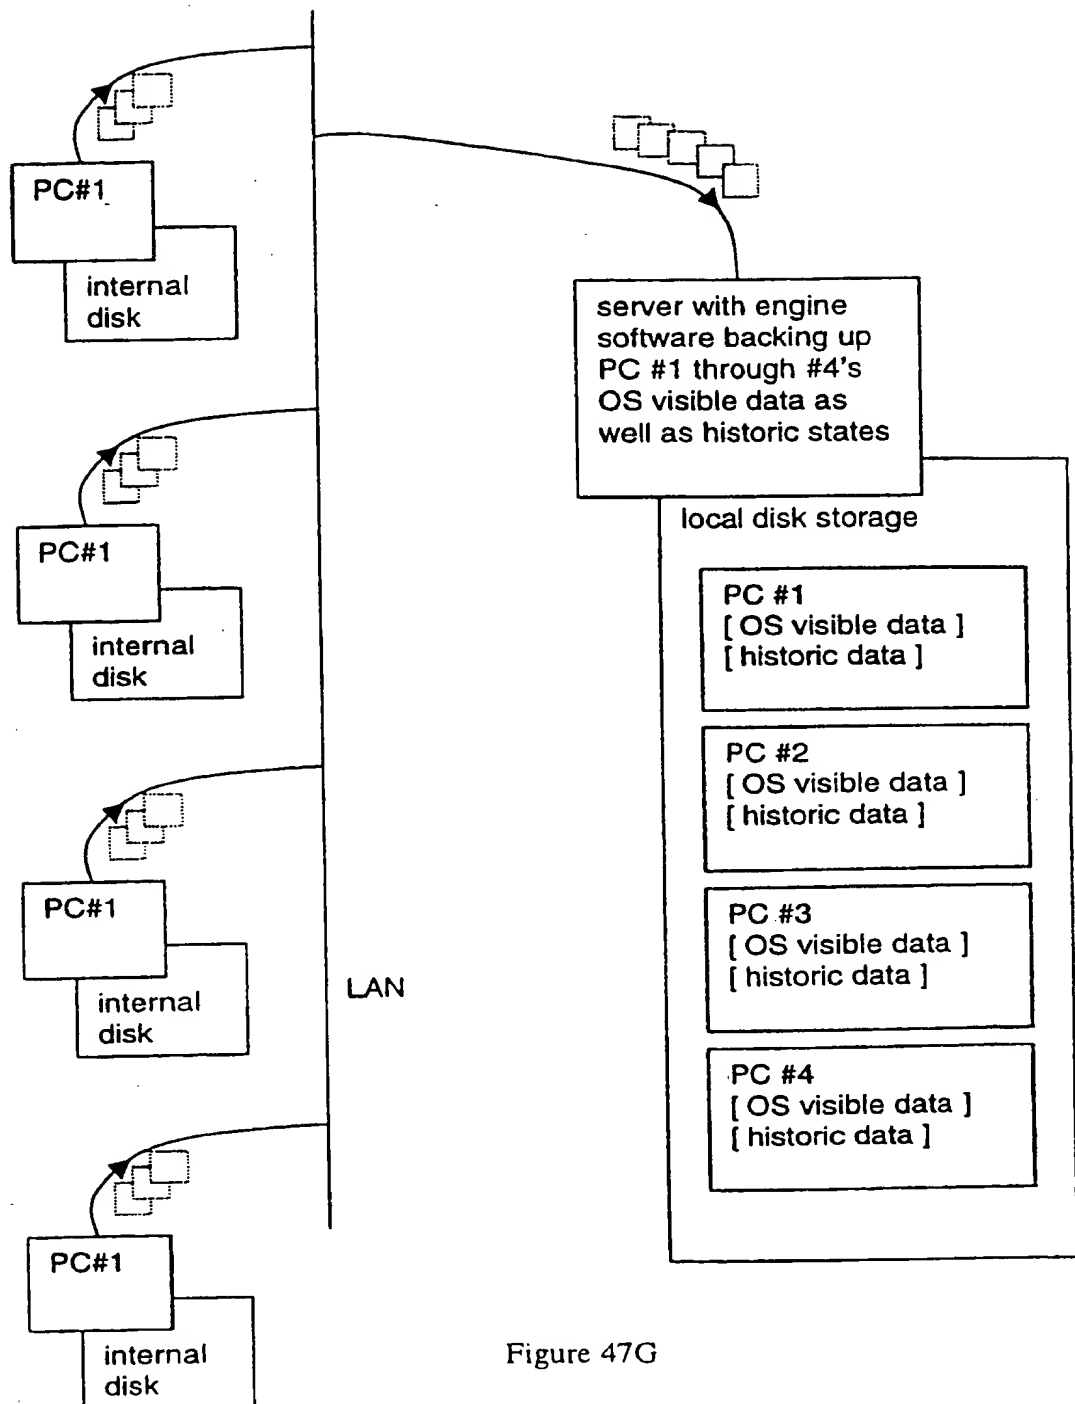 PC#1
internal
disk
PC#1
internal
disk
PC#1
internal
disk
PC#1
internal
disk
LAN
server with engine
software backing up
PC #1 through #4's
OS visible data as
well as historic states
local disk storage
PC #1
[ OS visible data ]
[ historic data ]
PC #2
[ OS visible data ]
[ historic data ]
PC #3
[ OS visible data ]
[ historic data ]
PC #4
[ OS visible data ]
[ historic data ]
Figure 47G